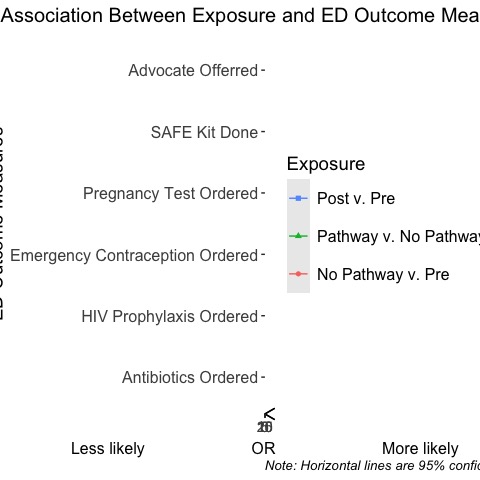 Association Between Exposure and ED Outcome Mea
Advocate Offerred
SAFE Kit Done
Pregnancy Test Ordered
Emergency Contraception Ordered
HIV Prophylaxis Ordered
Antibiotics Ordered
ED Outcome Measures
Exposure
Post v. Pre
Pathway v. No Pathway
No Pathway v. Pre
Less likely
OR
More likely
Note: Horizontal lines are 95% confid